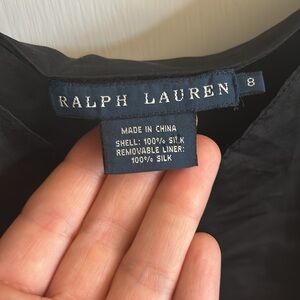 RALPH LAUREN 8
MADE IN CHINA
SHELL: 100% SILK
REMOVABLE LINER:
100% SILK